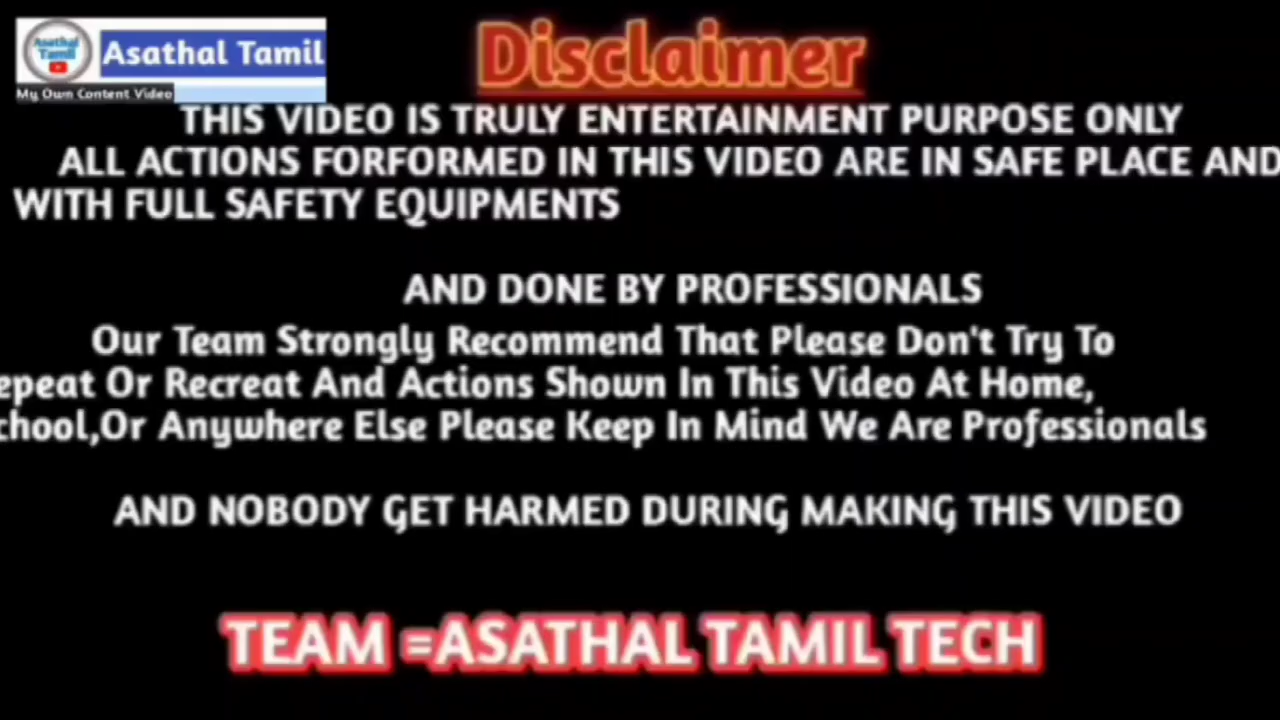 Asathal
Tamil
Asathal Tamil
My Own Content Video
Disclaimer
THIS VIDEO IS TRULY ENTERTAINMENT PURPOSE ONLY
ALL ACTIONS FORFORMED IN THIS VIDEO ARE IN SAFE PLACE AND
WITH FULL SAFETY EQUIPMENTS
AND DONE BY PROFESSIONALS
Our Team Strongly Recommend That Please Don't Try To
epeat Or Recreat And Actions Shown In This Video At Home,
chool,Or Anywhere Else Please Keep In Mind We Are Professionals
AND NOBODY GET HARMED DURING MAKING THIS VIDEO
TEAM =ASATHAL TAMIL TECH